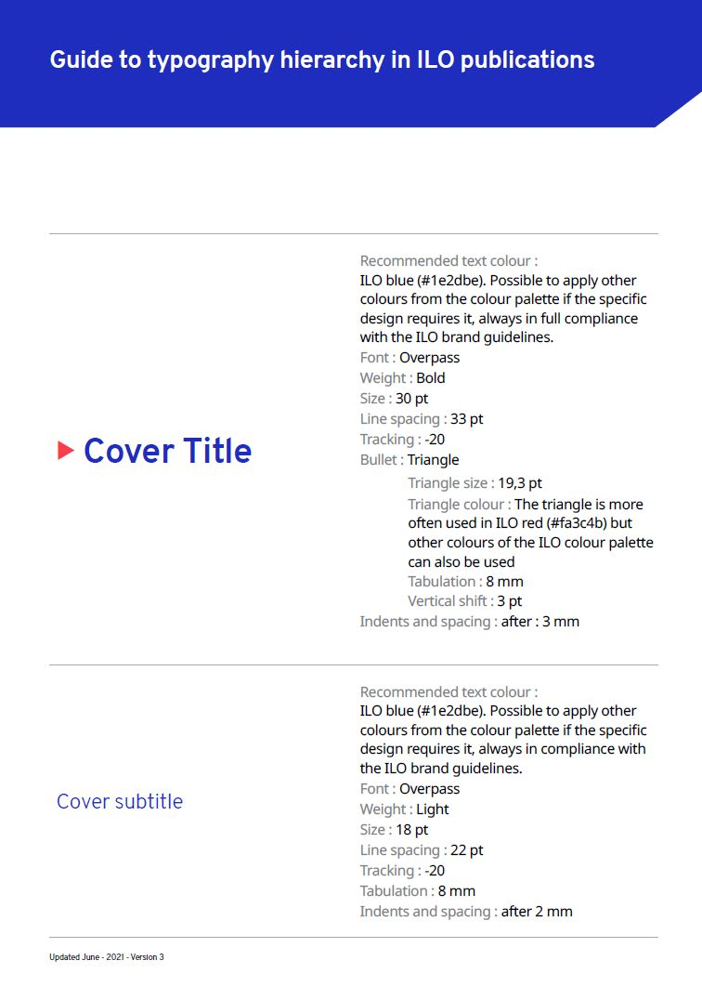 Guide to typography hierarchy in ILO publications
Recommended text colour :
ILO blue (#1e2dbe). Possible to apply other
colours from the colour palette if the specific
design requires it, always in full compliance
with the ILO brand guidelines.
Font : Overpass
Weight : Bold
Size : 30 pt
Line spacing : 33 pt
Tracking : -20
Bullet : Triangle
Cover Title
Triangle size : 19,3 pt
Triangle colour : The triangle is more
often used in ILO red (#fa3c4b) but
other colours of the ILO colour palette
can also be used
Tabulation : 8 mm
Vertical shift : 3 pt
Indents and spacing : after : 3 mm
Recommended text colour :
ILO blue (#1e2dbe). Possible to apply other
colours from the colour palette if the specific
design requires it, always in compliance with
the ILO brand guidelines.
Font : Overpass
Cover subtitle
Weight : Light
Size : 18 pt
Line spacing : 22 pt
Tracking : -20
Tabulation : 8 mm
Indents and spacing : after 2 mm
Updated June - 2021 - Version 3